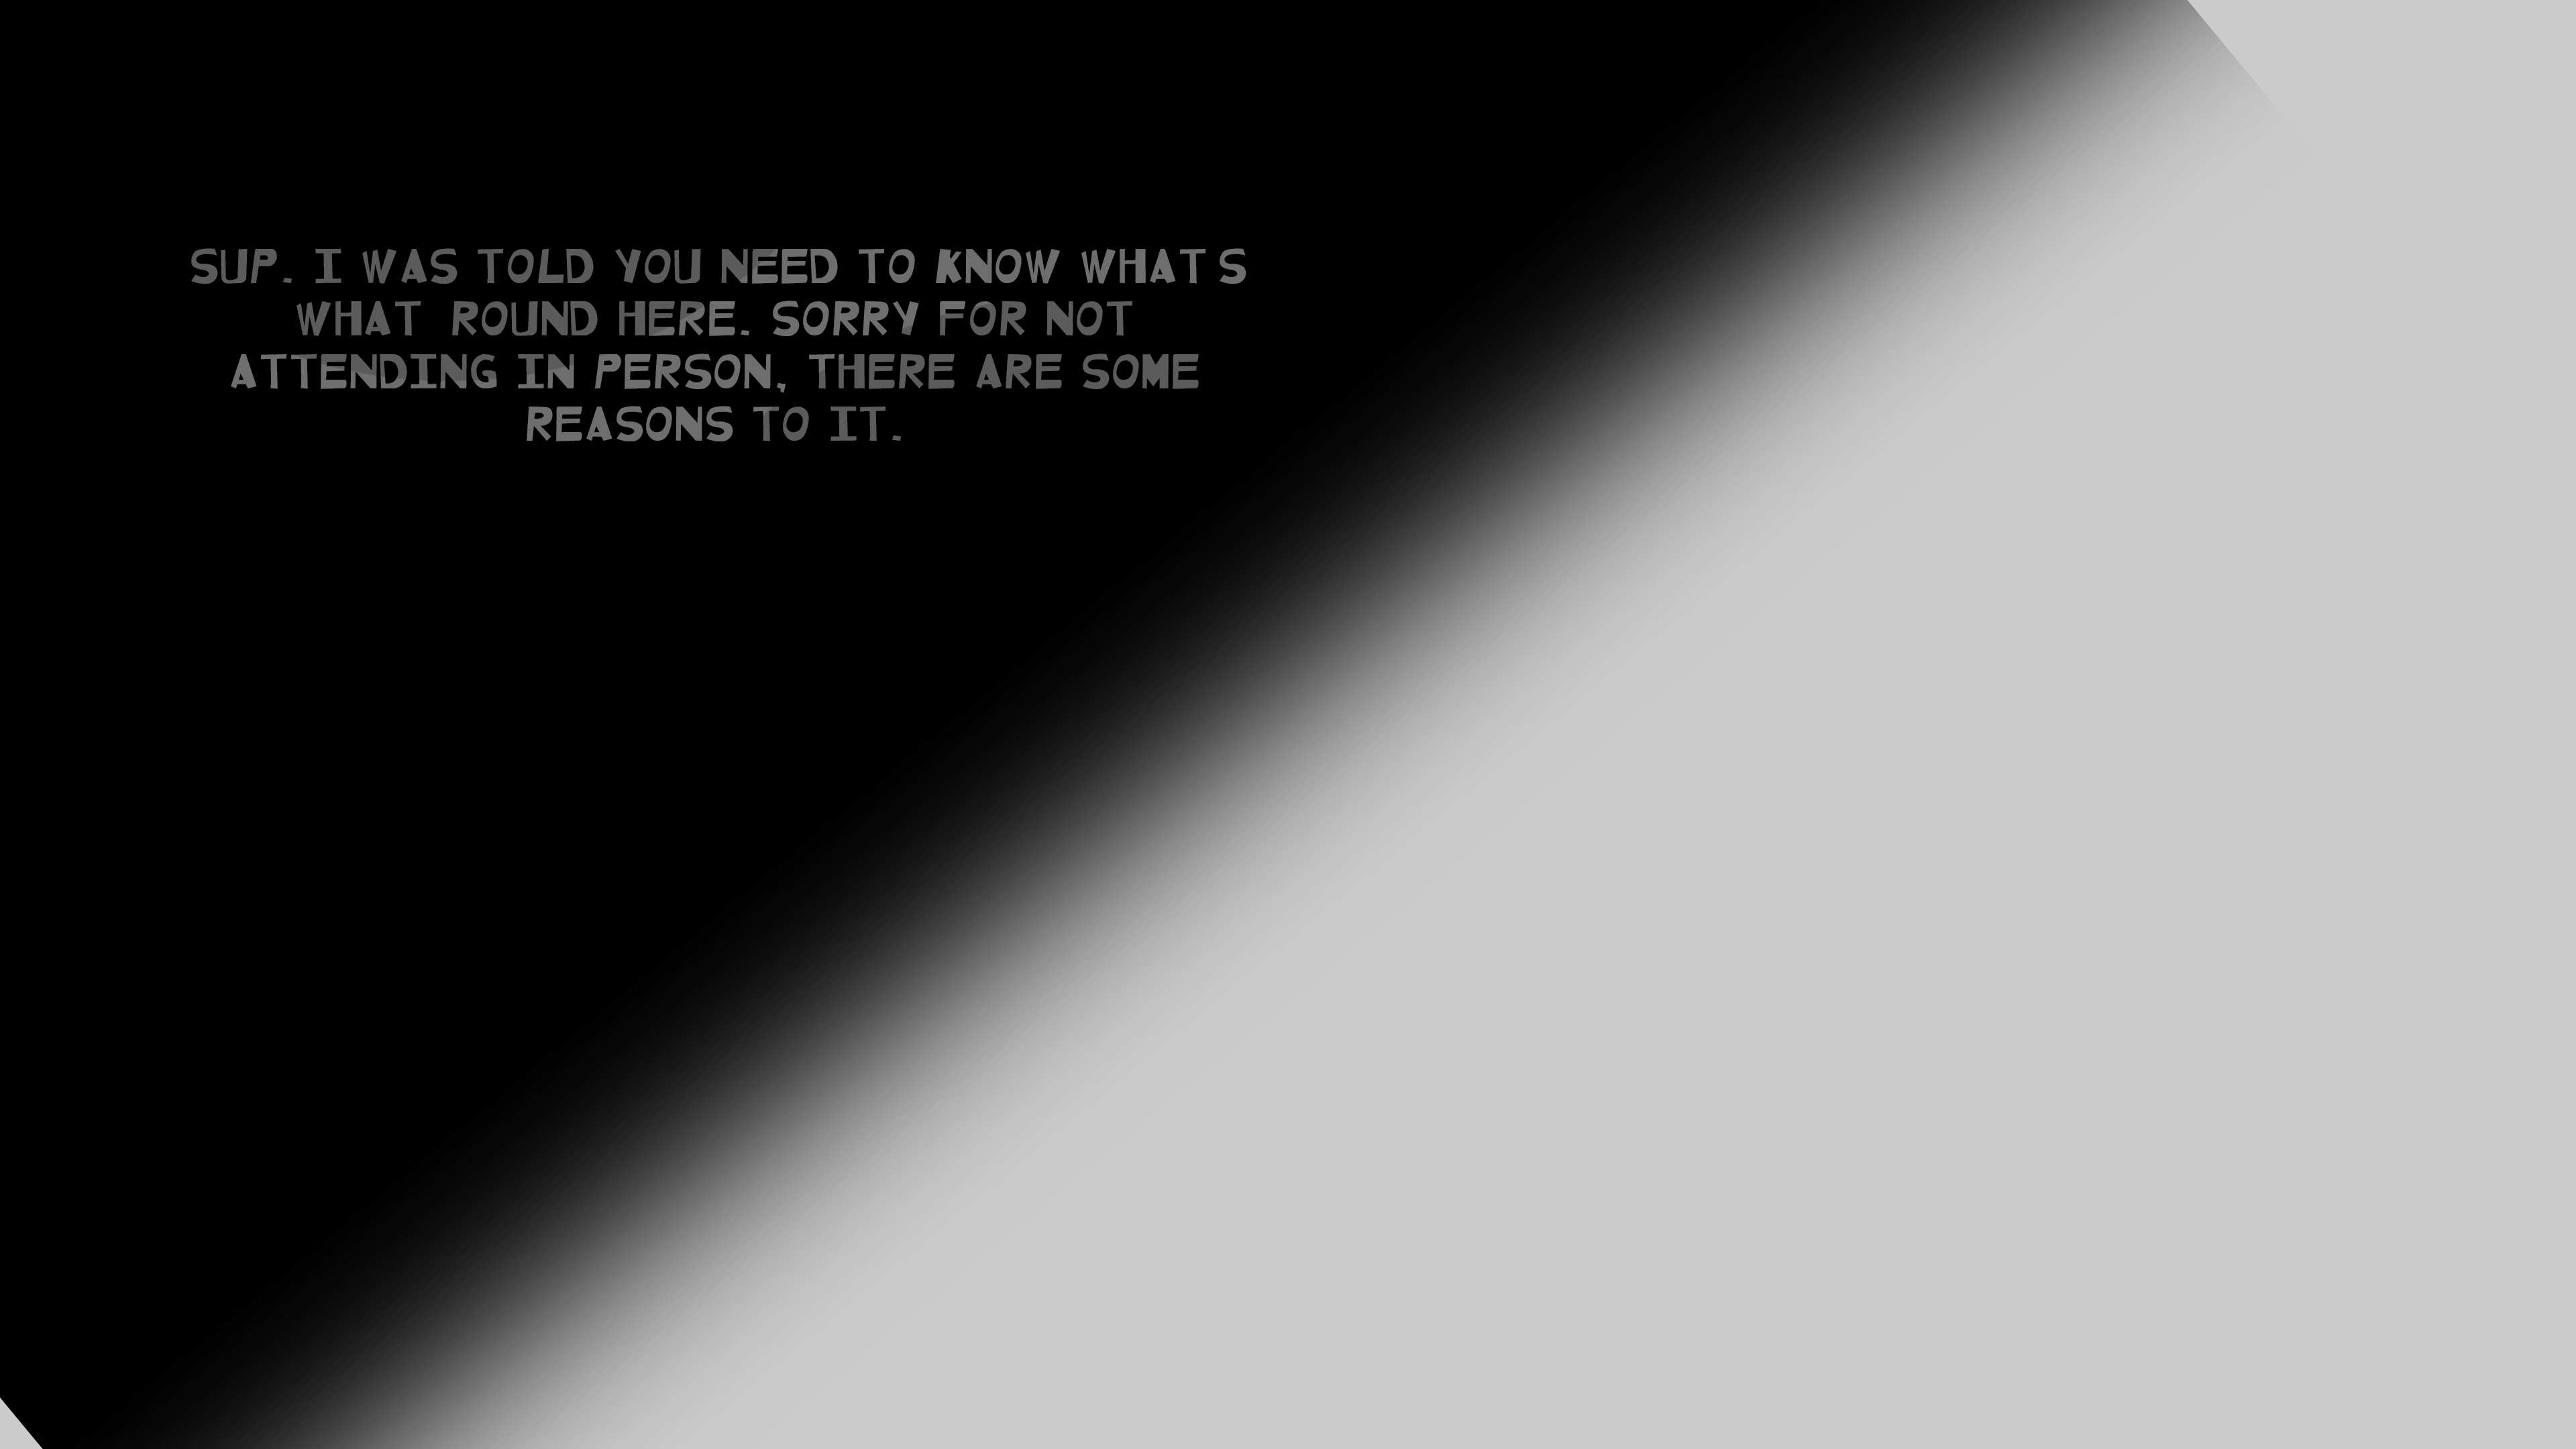 SUP. I WAS TOLD YOU NEED TO KNOW WHAT S
WHAT ROUND HERE. SORRY FOR NOT
ATTENDING IN PERSON, THERE ARE SOME
REASONS TO IT.